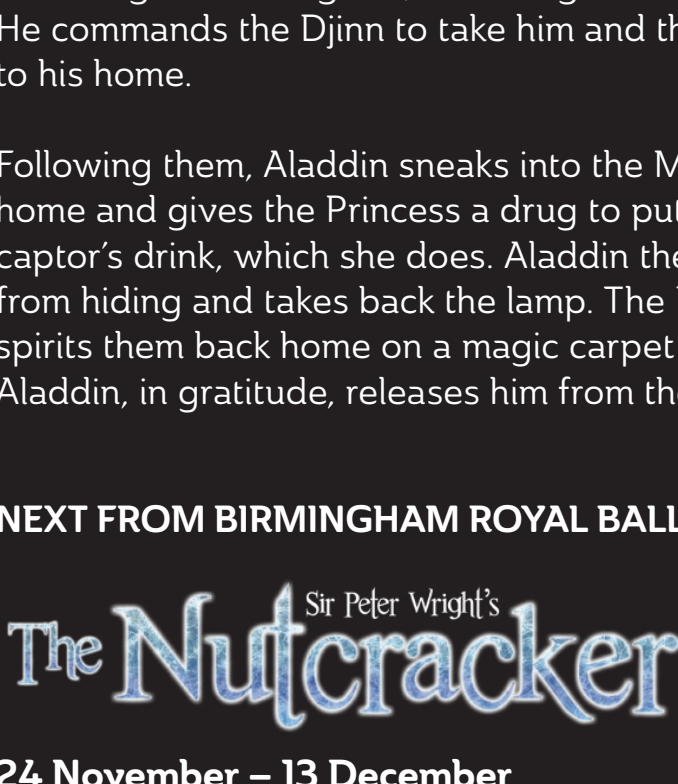 He commands the Djinn to take him and th
to his home.
Following them, Aladdin sneaks into the M
home and gives the Princess a drug to put
captor's drink, which she does. Aladdin the
from hiding and takes back the lamp. The
spirits them back home on a magic carpet
Aladdin, in gratitude, releases him from the
NEXT FROM BIRMINGHAM ROYAL BALL
Sir Peter Wright's
The Nutcracker
24 November – 13 December